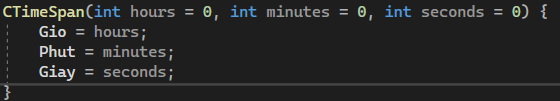 CTimeSpan(int hours = 0, int minutes = 0, int seconds = 0) {
    Gio = hours;
    Phut = minutes;
    Giay = seconds;
}